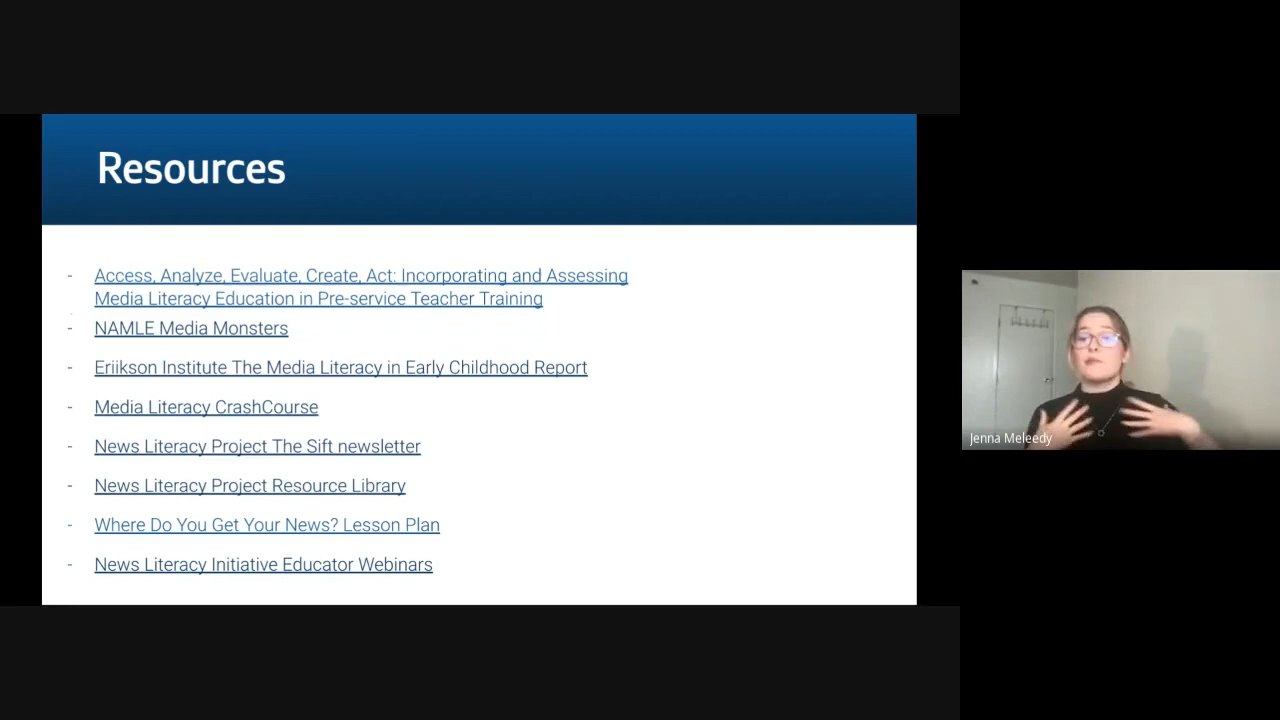 Resources
- Access, Analyze, Evaluate, Create, Act: Incorporating and Assessing
Media Literacy Education in Pre-service Teacher Training
- NAMLE Media Monsters
- Eriikson Institute The Media Literacy in Early Childhood Report
- Media Literacy CrashCourse
- News Literacy Project The Sift newsletter
- News Literacy Project Resource Library
- Where Do You Get Your News? Lesson Plan
- News Literacy Initiative Educator Webinars
Jenna Meleedy